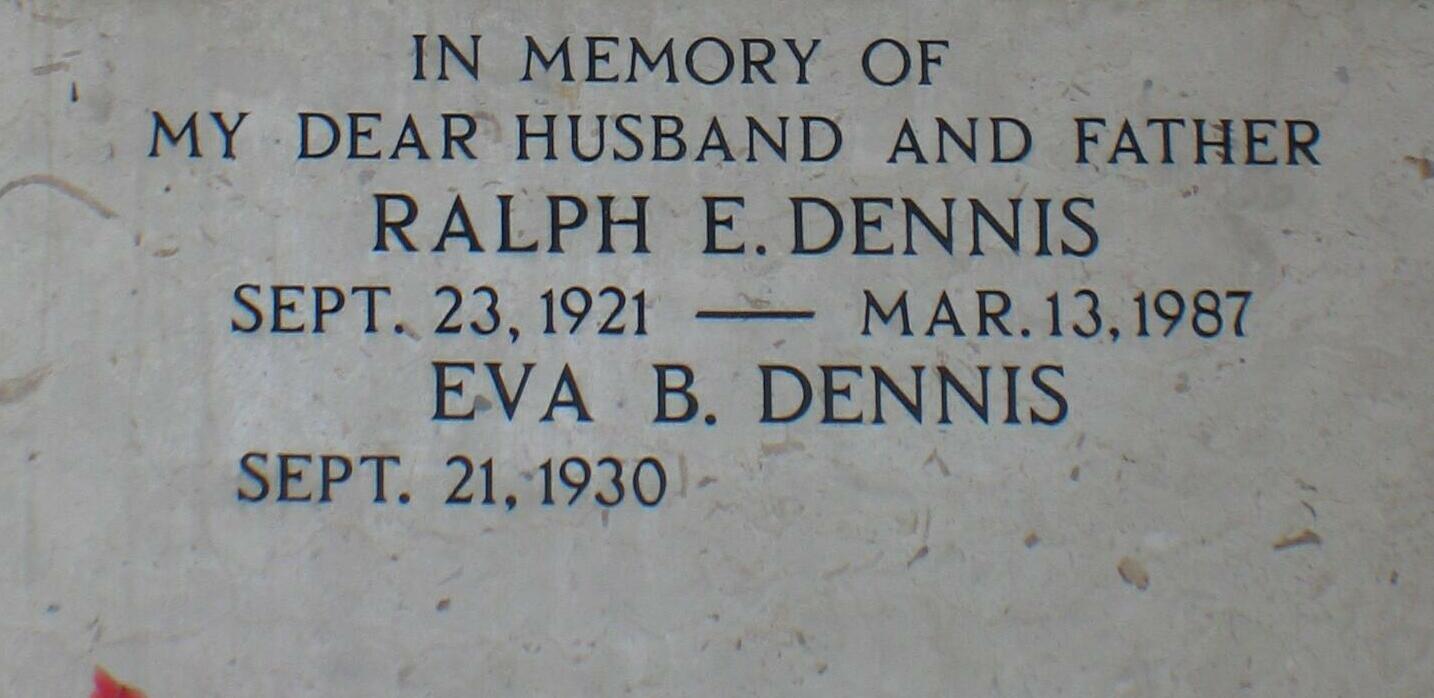 IN MEMORY OF
MY DEAR HUSBAND AND FATHER
RALPH E. DENNIS
SEPT. 23, 1921 — MAR. 13, 1987
EVA B. DENNIS
SEPT. 21, 1930